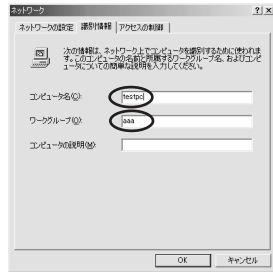 ネットワーク
ネットワークの設定 識別情報 アクセスの制御
次の情報は、ネットワーク上でコンピュータを識別するために使われま
す。このコンピュータの名前と所属するワークグループ名、およびコンピ
ュータについての簡単な説明を入力してください。
コンピュータ名(C): testpc
ワークグループ(G): aaa
コンピュータの説明(M):
OK キャンセル